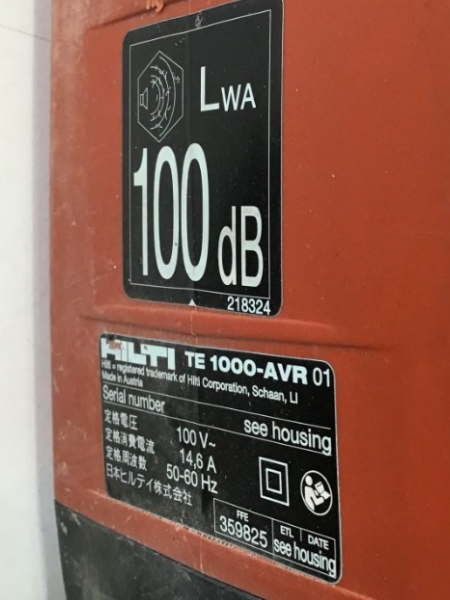 LWA
100 dB
218324
HILTI TE 1000-AVR 01
Hilti = registered trademark of Hilti Corporation, Schaan, LI
Made in Austria
Serial number see housing
定格電圧 100 V~
定格消費電流 14,6 A
定格周波数 50-60 Hz
日本ヒルティ株式会社
FFE ETL DATE
359825 see housing